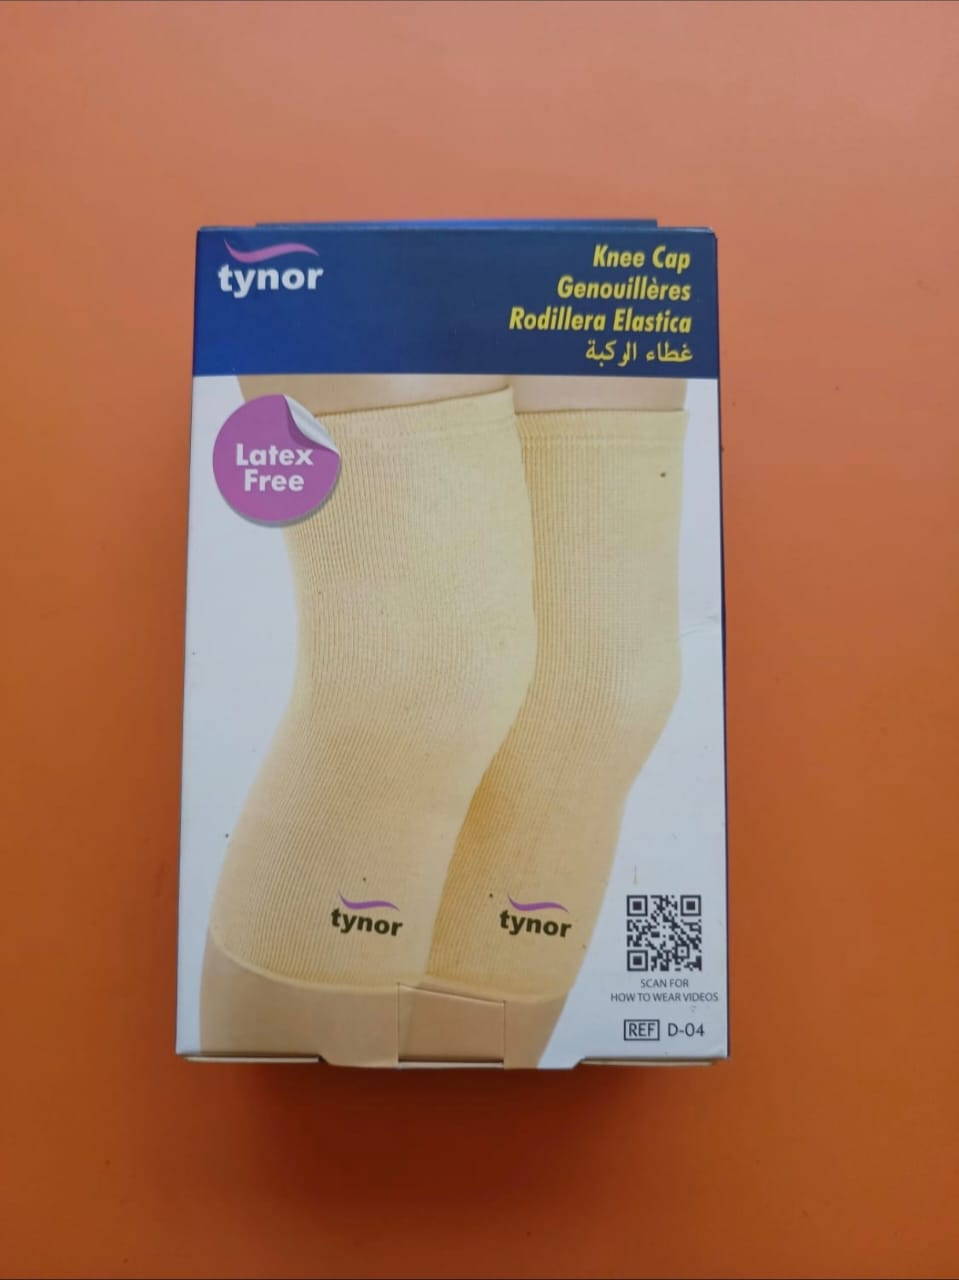 tynor
Knee Cap
Genouillères
Rodillera Elastica
غطاء الركبة
Latex
Free
tynor
tynor
SCAN FOR
HOW TO WEAR VIDEOS
REF D-04